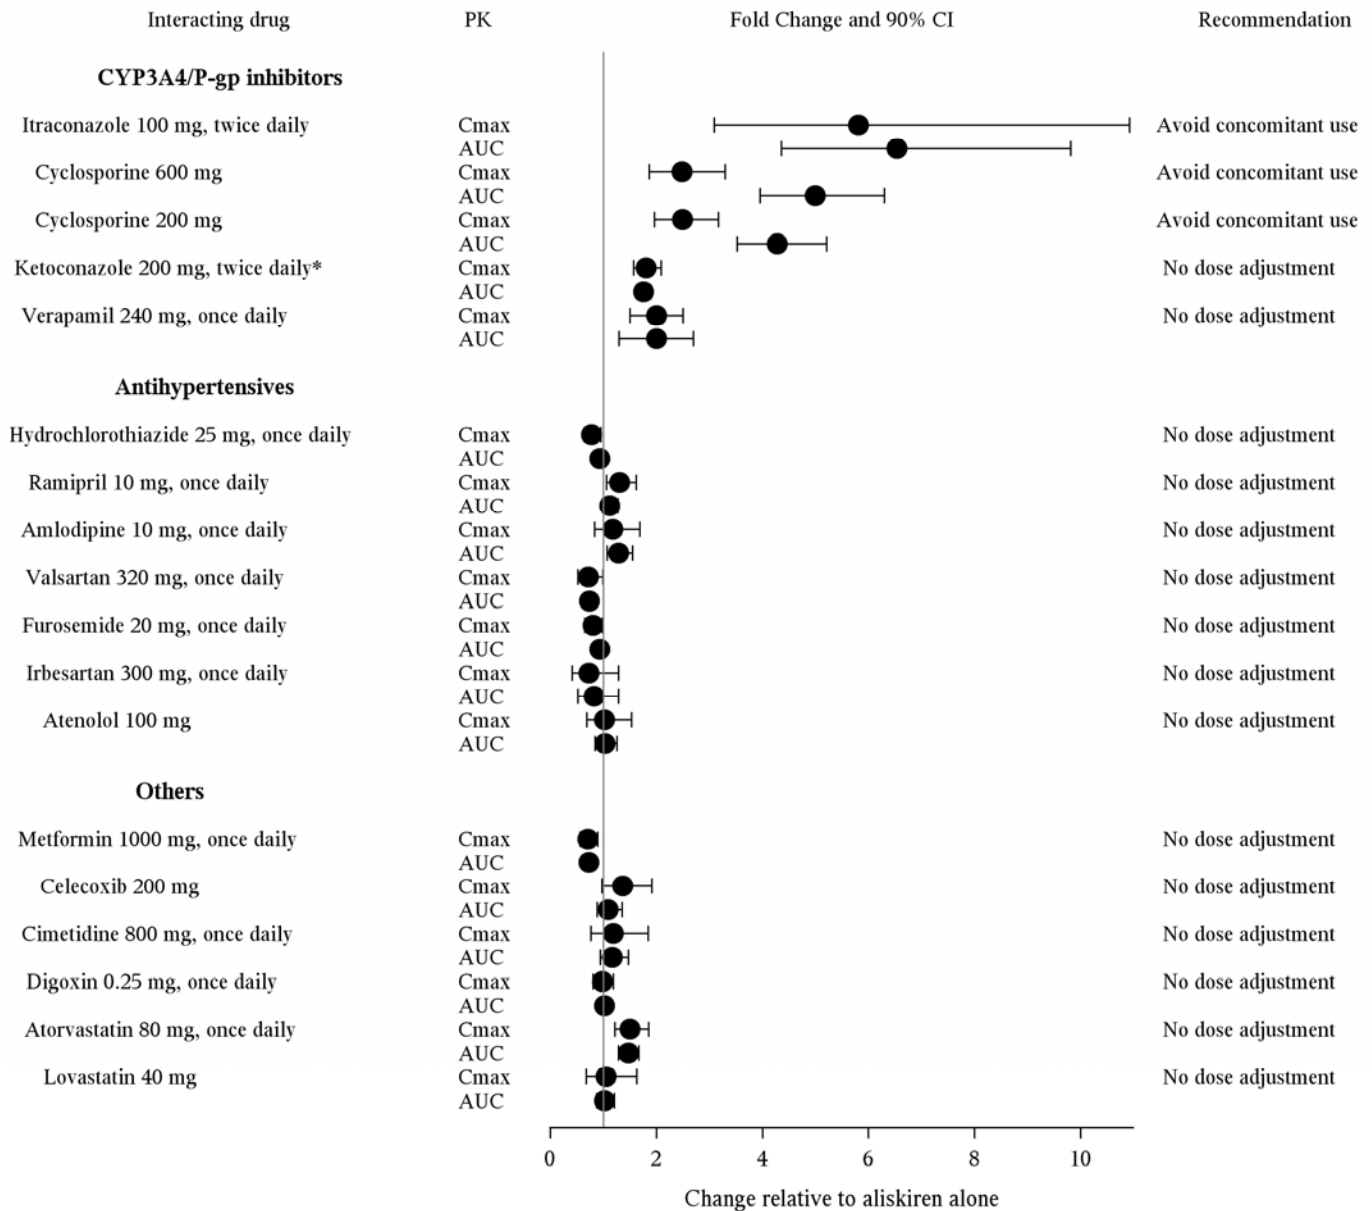 Interacting drug PK Fold Change and 90% CI Recommendation
CYP3A4/P-gp inhibitors
Itraconazole 100 mg, twice daily Cmax Avoid concomitant use
AUC
Cyclosporine 600 mg Cmax Avoid concomitant use
AUC
Cyclosporine 200 mg Cmax Avoid concomitant use
AUC
Ketoconazole 200 mg, twice daily* Cmax No dose adjustment
AUC
Verapamil 240 mg, once daily Cmax No dose adjustment
AUC
Antihypertensives
Hydrochlorothiazide 25 mg, once daily Cmax No dose adjustment
AUC
Ramipril 10 mg, once daily Cmax No dose adjustment
AUC
Amlodipine 10 mg, once daily Cmax No dose adjustment
AUC
Valsartan 320 mg, once daily Cmax No dose adjustment
AUC
Furosemide 20 mg, once daily Cmax No dose adjustment
AUC
Irbesartan 300 mg, once daily Cmax No dose adjustment
AUC
Atenolol 100 mg Cmax No dose adjustment
AUC
Others
Metformin 1000 mg, once daily Cmax No dose adjustment
AUC
Celecoxib 200 mg Cmax No dose adjustment
AUC
Cimetidine 800 mg, once daily Cmax No dose adjustment
AUC
Digoxin 0.25 mg, once daily Cmax No dose adjustment
AUC
Atorvastatin 80 mg, once daily Cmax No dose adjustment
AUC
Lovastatin 40 mg Cmax No dose adjustment
AUC
0 2 4 6 8 10
Change relative to aliskiren alone